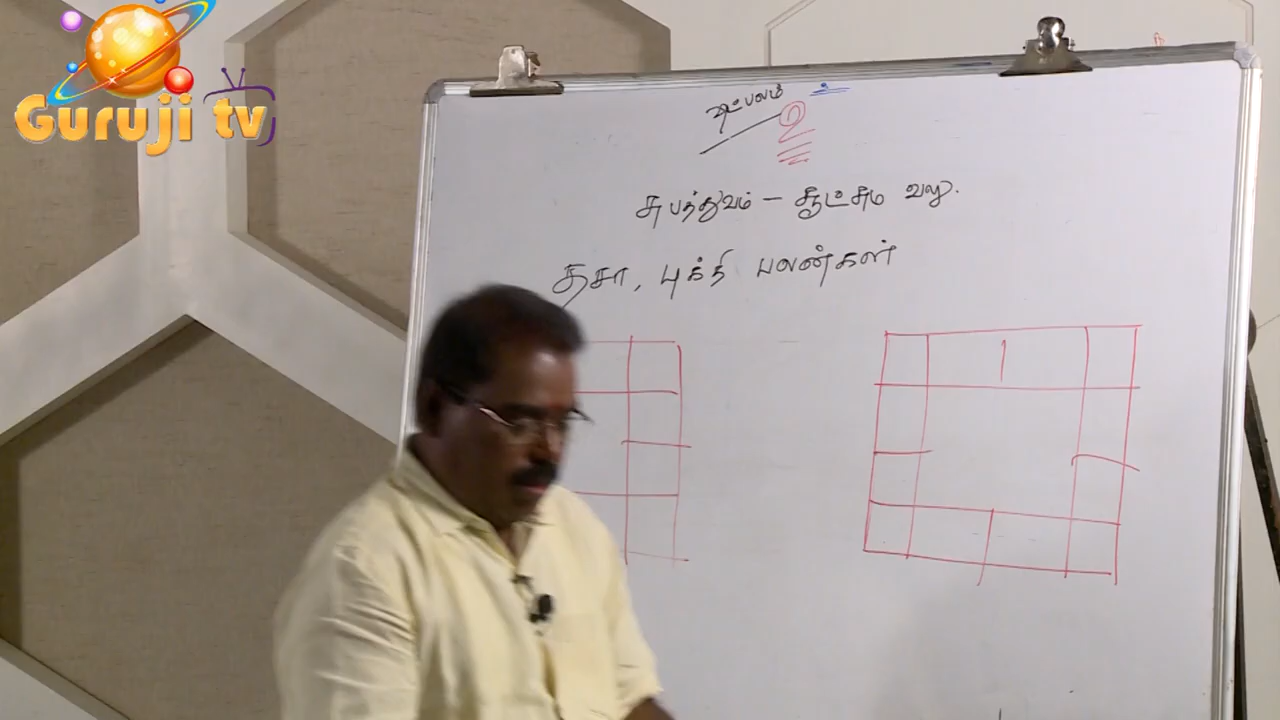 Guruji tv
சுபத்துவம் - சூட்சும வலு.
தசா, புக்தி பலன்கள்